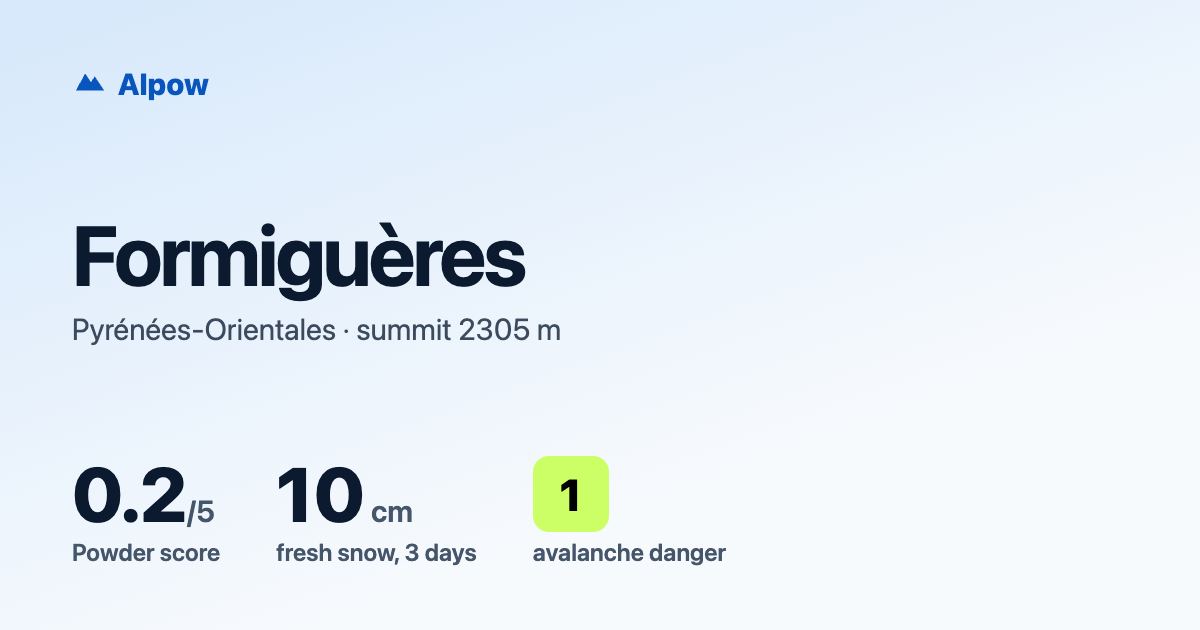 Alpow
Formiguères
Pyrénées-Orientales · summit 2305 m
0.2/5 10 cm 1
Powder score fresh snow, 3 days avalanche danger